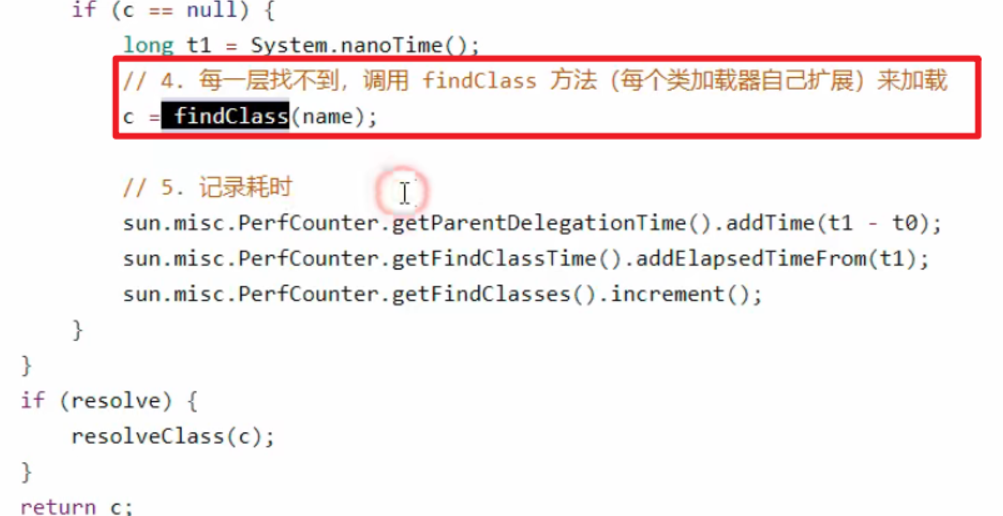 if (c == null) {
long t1 = System.nanoTime();
// 4. 每一层找不到，调用 findClass 方法（每个类加载器自己扩展）来加载
c = findClass(name);
// 5. 记录耗时
sun.misc.PerfCounter.getParentDelegationTime().addTime(t1 - t0);
sun.misc.PerfCounter.getFindClassTime().addElapsedTimeFrom(t1);
sun.misc.PerfCounter.getFindClasses().increment();
}
}
if (resolve) {
resolveClass(c);
}
return c;